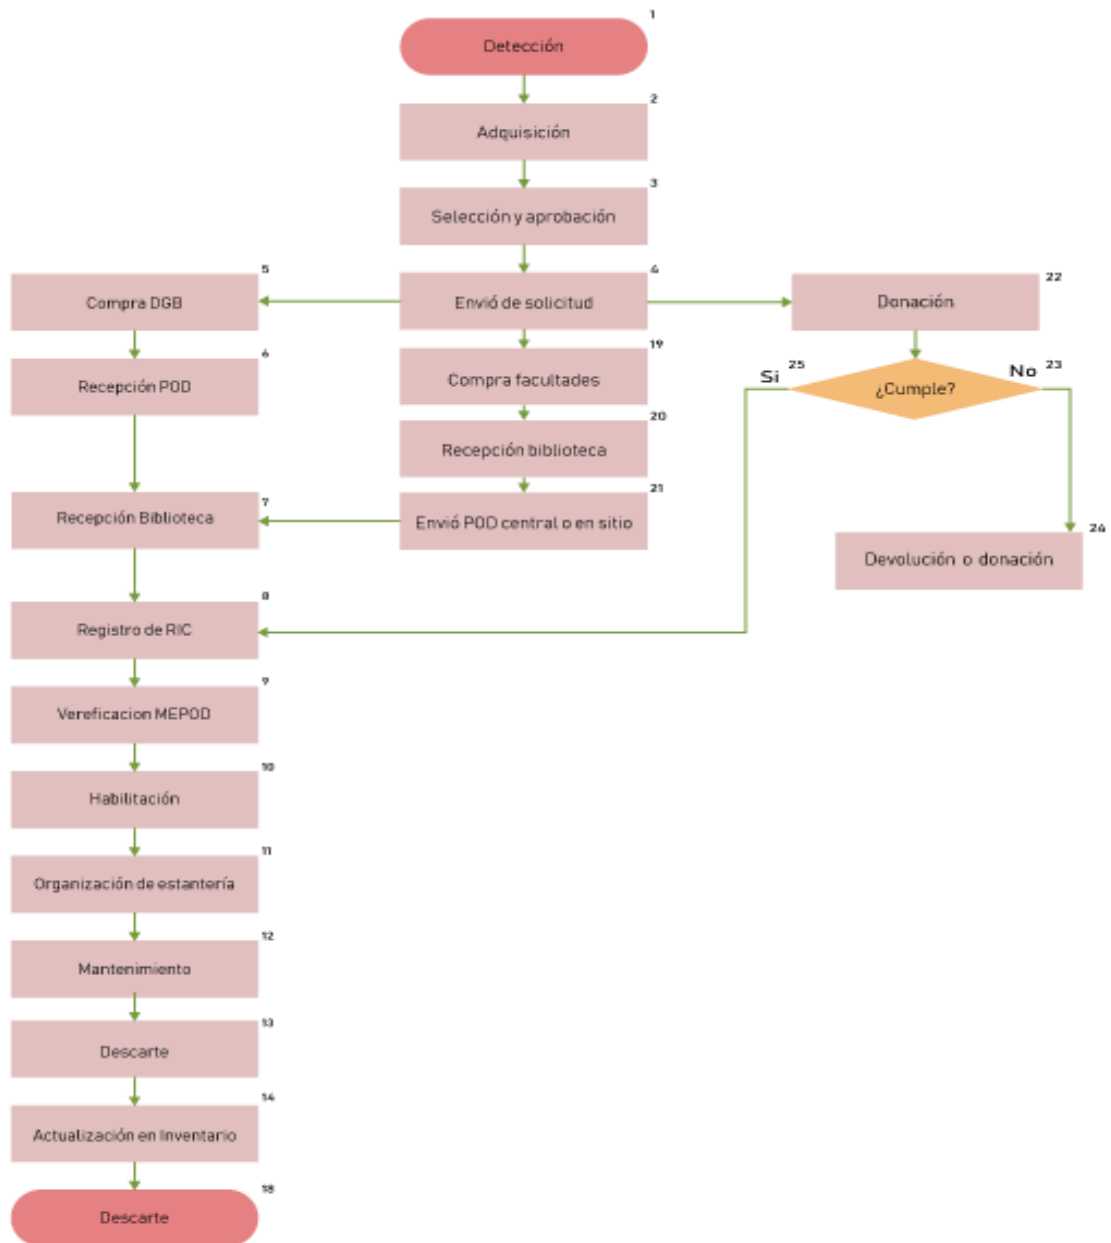 1
Detección
2
Adquisición
3
Selección y aprobación
4
Envió de solicitud
5
Compra DGB
6
Recepción POD
7
Recepción Biblioteca
8
Registro de RIC
9
Vereficacion MEPOD
10
Habilitación
11
Organización de estantería
12
Mantenimiento
13
Descarte
14
Actualización en Inventario
18
Descarte
19
Compra facultades
20
Recepción biblioteca
21
Envió POD central o en sitio
22
Donación
Si 25
¿Cumple?
No 23
24
Devolución o donación